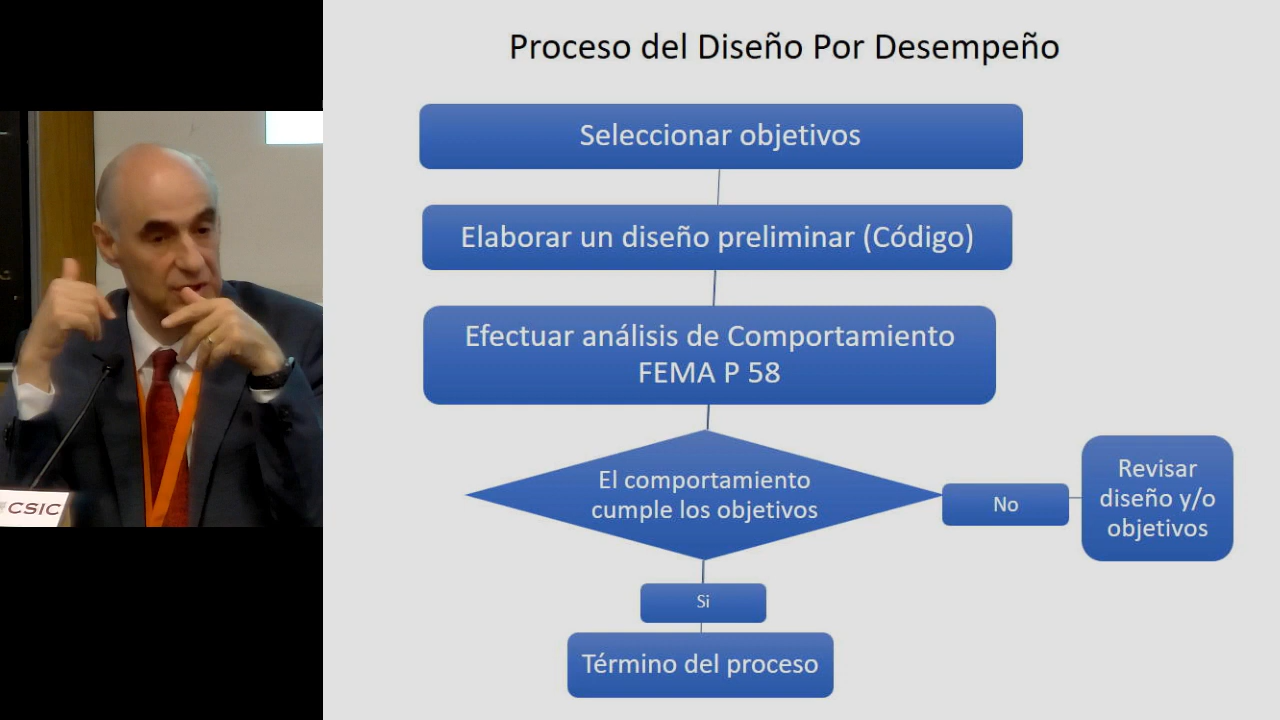 Proceso del Diseño Por Desempeño
Seleccionar objetivos
Elaborar un diseño preliminar (Código)
Efectuar análisis de Comportamiento
FEMA P 58
El comportamiento
cumple los objetivos
No
Revisar
diseño y/o
objetivos
Si
Término del proceso
CSIC